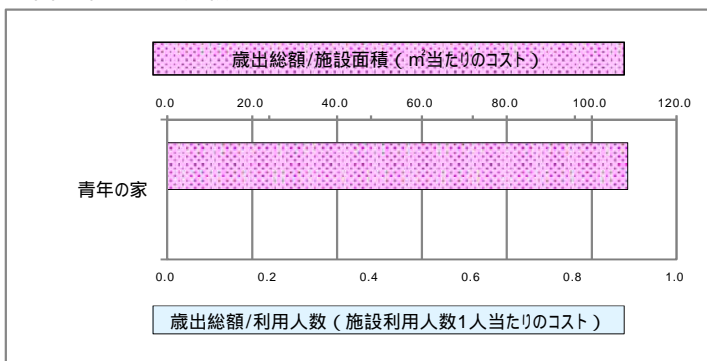 歳出総額/施設面積（㎡当たりのコスト）
0.0 20.0 40.0 60.0 80.0 100.0 120.0
青年の家
0.0 0.2 0.4 0.6 0.8 1.0
歳出総額/利用人数（施設利用人数1人当たりのコスト）